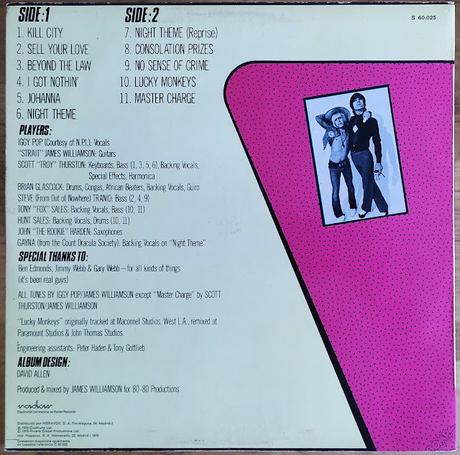 SIDE:1
1. KILL CITY
2. SELL YOUR LOVE
3. BEYOND THE LAW
4. I GOT NOTHIN'
5. JOHANNA
6. NIGHT THEME
SIDE:2
7. NIGHT THEME (Reprise)
8. CONSOLATION PRIZES
9. NO SENSE OF CRIME
10. LUCKY MONKEYS
11. MASTER CHARGE
S 60.025
PLAYERS:
IGGY POP (Courtesy of N.P.I.): Vocals
"STRAIT" JAMES WILLIAMSON: Guitars
SCOTT "TROY" THURSTON: Keyboards, Bass (1, 3, 5, 6), Backing Vocals,
Special Effects, Harmonica
BRIAN GLASCOCK: Drums, Congas, African Beaters, Backing Vocals, Guiro
STEVE (From Out of Nowhere) TRANIO: Bass (2, 4, 9)
TONY "FOX" SALES: Backing Vocals, Bass (10, 11)
HUNT SALES: Backing Vocals, Drums (10, 11)
JOHN "THE ROOKIE" HARDEN: Saxophones
GAYNA (from the Count Dracula Society): Backing Vocals on "Night Theme"
SPECIAL THANKS TO:
Ben Edmonds, Jimmy Webb & Gary Webb—for all kinds of things
(it's been real guys)
ALL TUNES BY IGGY POP/JAMES WILLIAMSON except "Master Charge" by SCOTT
THURSTON/JAMES WILLIAMSON
"Lucky Monkeys" originally tracked at Maconnel Studios, West L.A., remixed at
Paramount Studios & John Thomas Studios.
Engineering assistants: Peter Haden & Tony Gottlieb
ALBUM DESIGN:
DAVID ALLEN
Produced & mixed by JAMES WILLIAMSON for 80-80 Productions
Distribuido por HISPAVOX, S. A. Torrelaguna, 64. Madrid